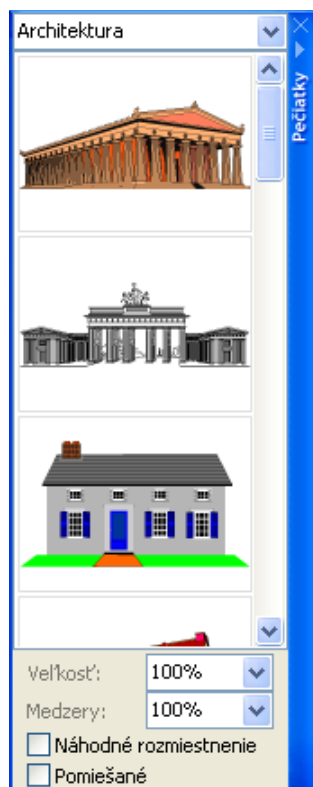 Architektura
Pečiatky
Veľkosť: 100%
Medzery: 100%
Náhodné rozmiestnenie
Pomiešané